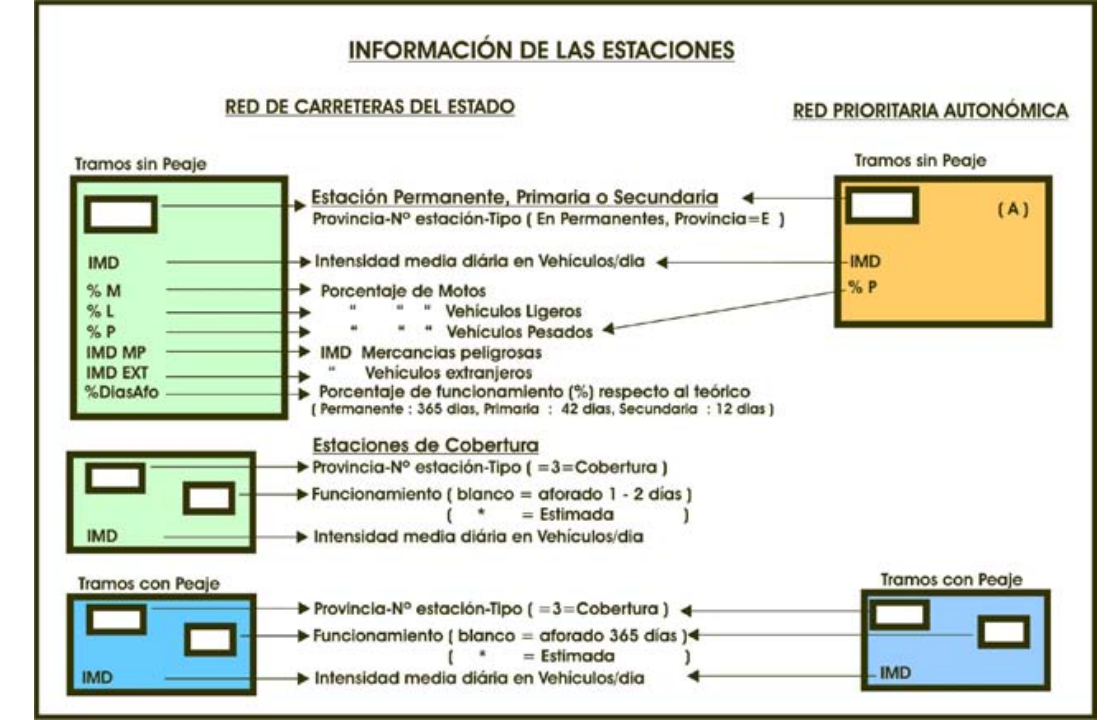 INFORMACIÓN DE LAS ESTACIONES
RED DE CARRETERAS DEL ESTADO
RED PRIORITARIA AUTONÓMICA
Tramos sin Peaje
Tramos sin Peaje
Estación Permanente, Primaria o Secundaria
( A )
Provincia-Nº estación-Tipo ( En Permanentes, Provincia=E )
IMD
Intensidad media diária en Vehículos/dia
IMD
% M
Porcentaje de Motos
% P
% L
" " " Vehículos Ligeros
% P
" " " Vehículos Pesados
IMD MP
IMD Mercancias peligrosas
IMD EXT
" Vehículos extranjeros
%DiasAfo
Porcentaje de funcionamiento (%) respecto al teórico
( Permanente : 365 dias, Primaria : 42 dias, Secundaria : 12 dias )
Estaciones de Cobertura
Provincia-Nº estación-Tipo ( =3=Cobertura )
Funcionamiento ( blanco = aforado 1 - 2 días )
( * = Estimada )
IMD
Intensidad media diária en Vehículos/dia
Tramos con Peaje
Tramos con Peaje
Provincia-Nº estación-Tipo ( =3=Cobertura )
Funcionamiento ( blanco = aforado 365 días )
( * = Estimada )
IMD
Intensidad media diária en Vehículos/dia
IMD